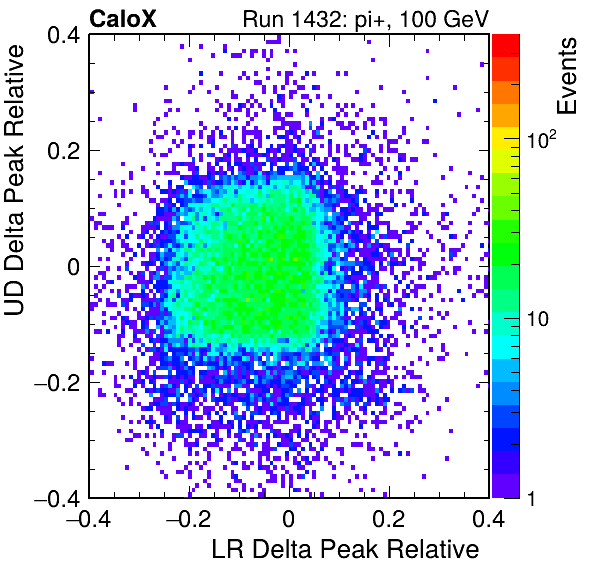 CaloX Run 1432: pi+, 100 GeV
UD Delta Peak Relative
0.4
0.2
0
−0.2
−0.4
−0.4 −0.2 0 0.2 0.4
LR Delta Peak Relative
Events
10²
10
1